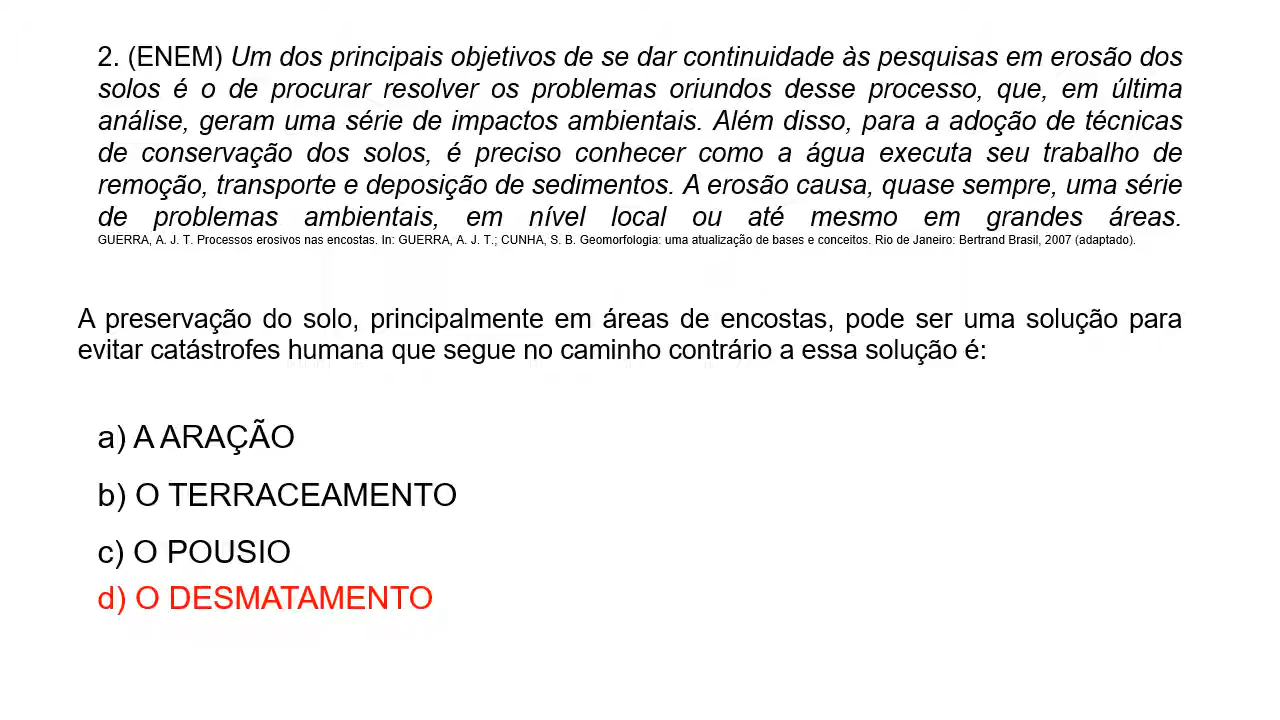 2. (ENEM) Um dos principais objetivos de se dar continuidade às pesquisas em erosão dos
solos é o de procurar resolver os problemas oriundos desse processo, que, em última
análise, geram uma série de impactos ambientais. Além disso, para a adoção de técnicas
de conservação dos solos, é preciso conhecer como a água executa seu trabalho de
remoção, transporte e deposição de sedimentos. A erosão causa, quase sempre, uma série
de problemas ambientais, em nível local ou até mesmo em grandes áreas.
GUERRA, A. J. T. Processos erosivos nas encostas. In: GUERRA, A. J. T.; CUNHA, S. B. Geomorfologia: uma atualização de bases e conceitos. Rio de Janeiro: Bertrand Brasil, 2007 (adaptado).
A preservação do solo, principalmente em áreas de encostas, pode ser uma solução para
evitar catástrofes humana que segue no caminho contrário a essa solução é:
a) A ARAÇÃO
b) O TERRACEAMENTO
c) O POUSIO
d) O DESMATAMENTO